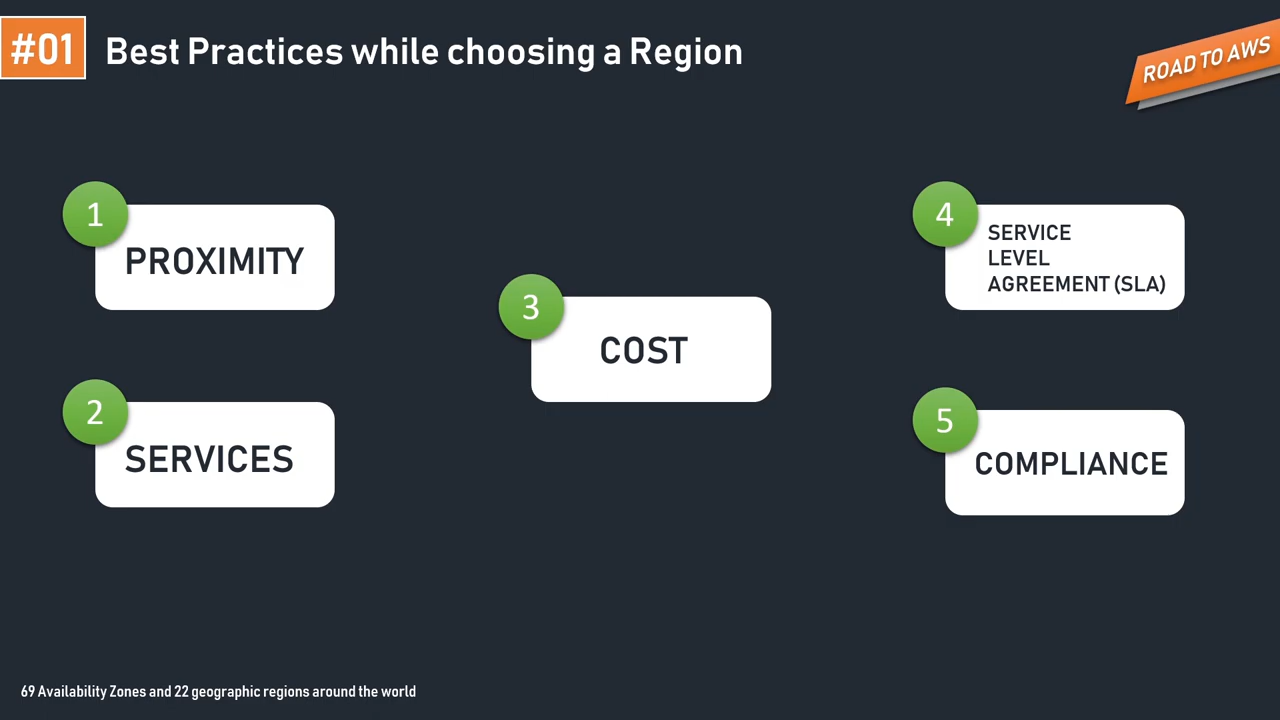 #01
Best Practices while choosing a Region
ROAD TO AWS
1
PROXIMITY
2
SERVICES
3
COST
4
SERVICE
LEVEL
AGREEMENT (SLA)
5
COMPLIANCE
69 Availability Zones and 22 geographic regions around the world